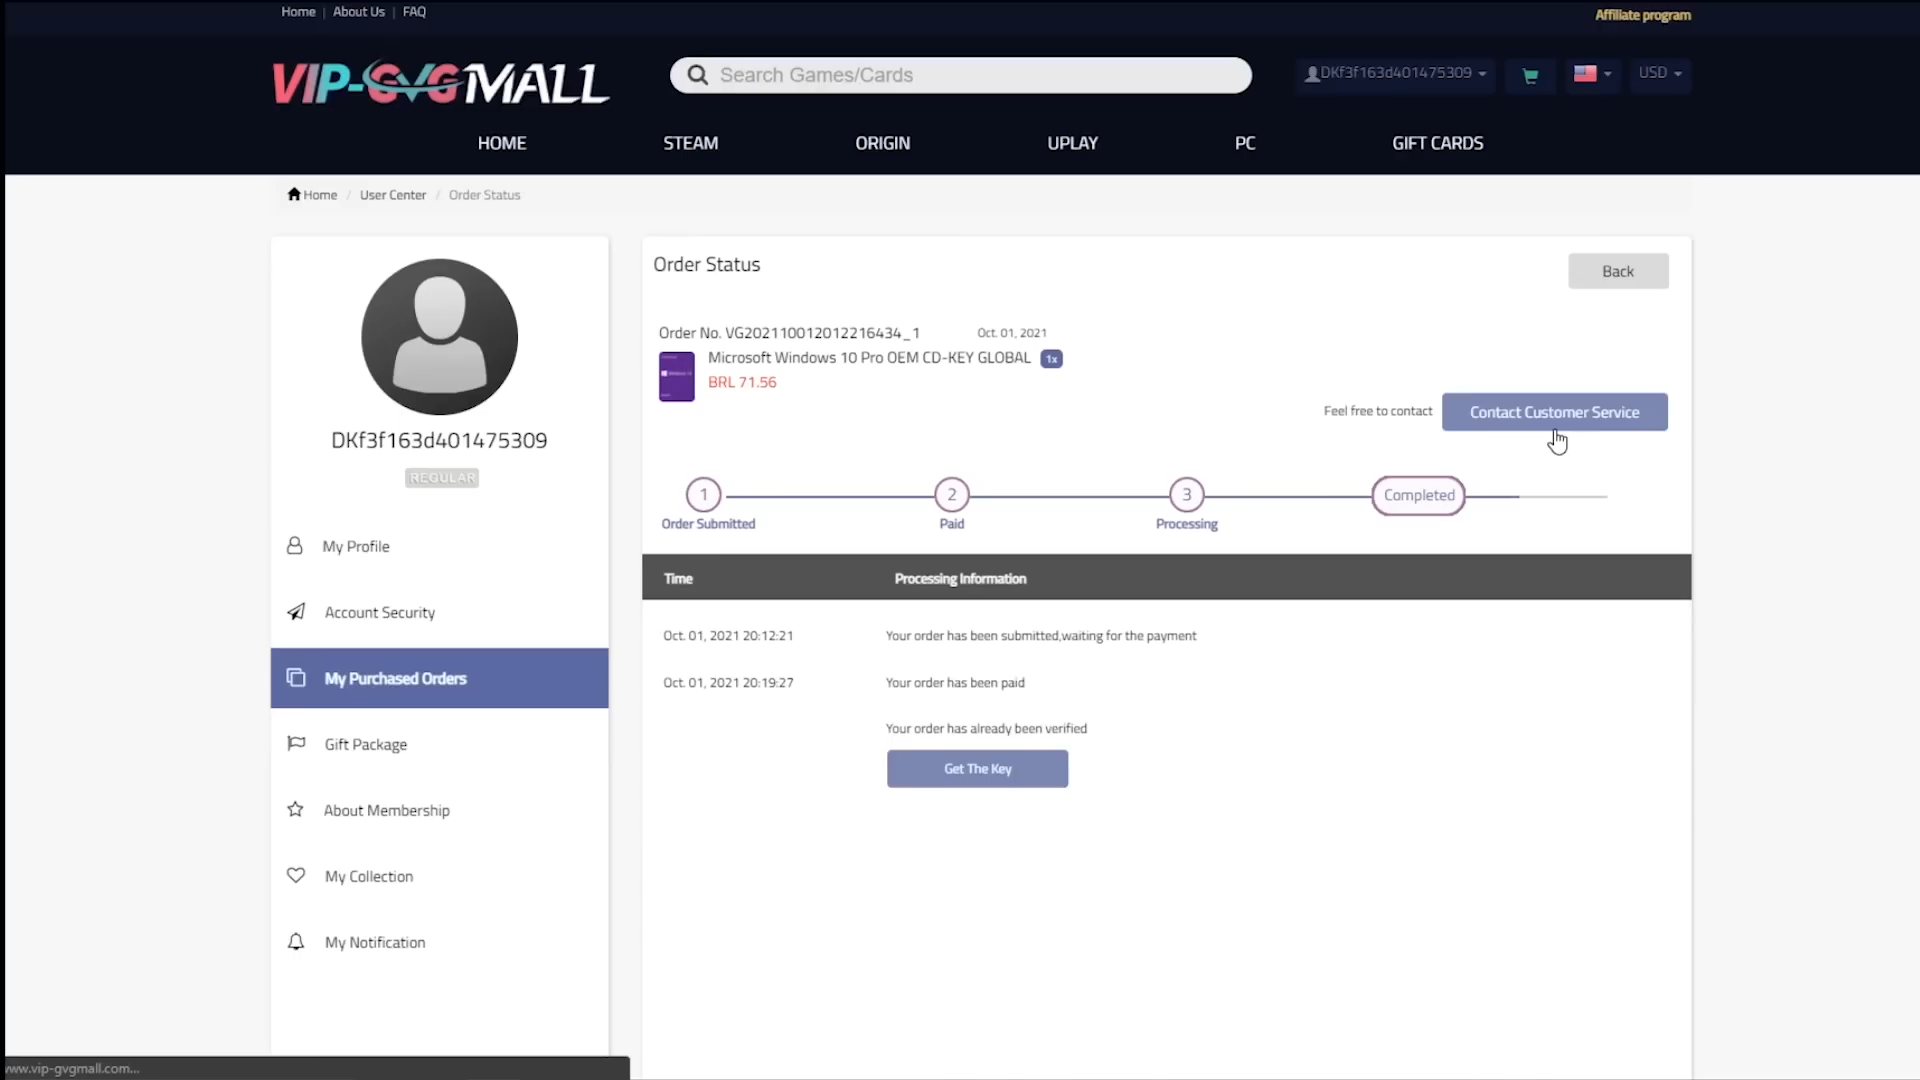 Home | About Us | FAQ
Affiliate program
VIP-GVGMALL
Search Games/Cards
DKf3f163d401475309
USD
HOME
STEAM
ORIGIN
UPLAY
PC
GIFT CARDS
Home / User Center / Order Status
DKf3f163d401475309
REGULAR
My Profile
Account Security
My Purchased Orders
Gift Package
About Membership
My Collection
My Notification
Order Status
Back
Order No. VG202110012012216434_1
Oct. 01, 2021
Microsoft Windows 10 Pro OEM CD-KEY GLOBAL 1x
BRL 71.56
Feel free to contact
Contact Customer Service
1
2
3
Completed
Order Submitted
Paid
Processing
Time
Processing Information
Oct. 01, 2021 20:12:21
Your order has been submitted,waiting for the payment
Oct. 01, 2021 20:19:27
Your order has been paid
Your order has already been verified
Get The Key
www.vip-gvgmall.com...